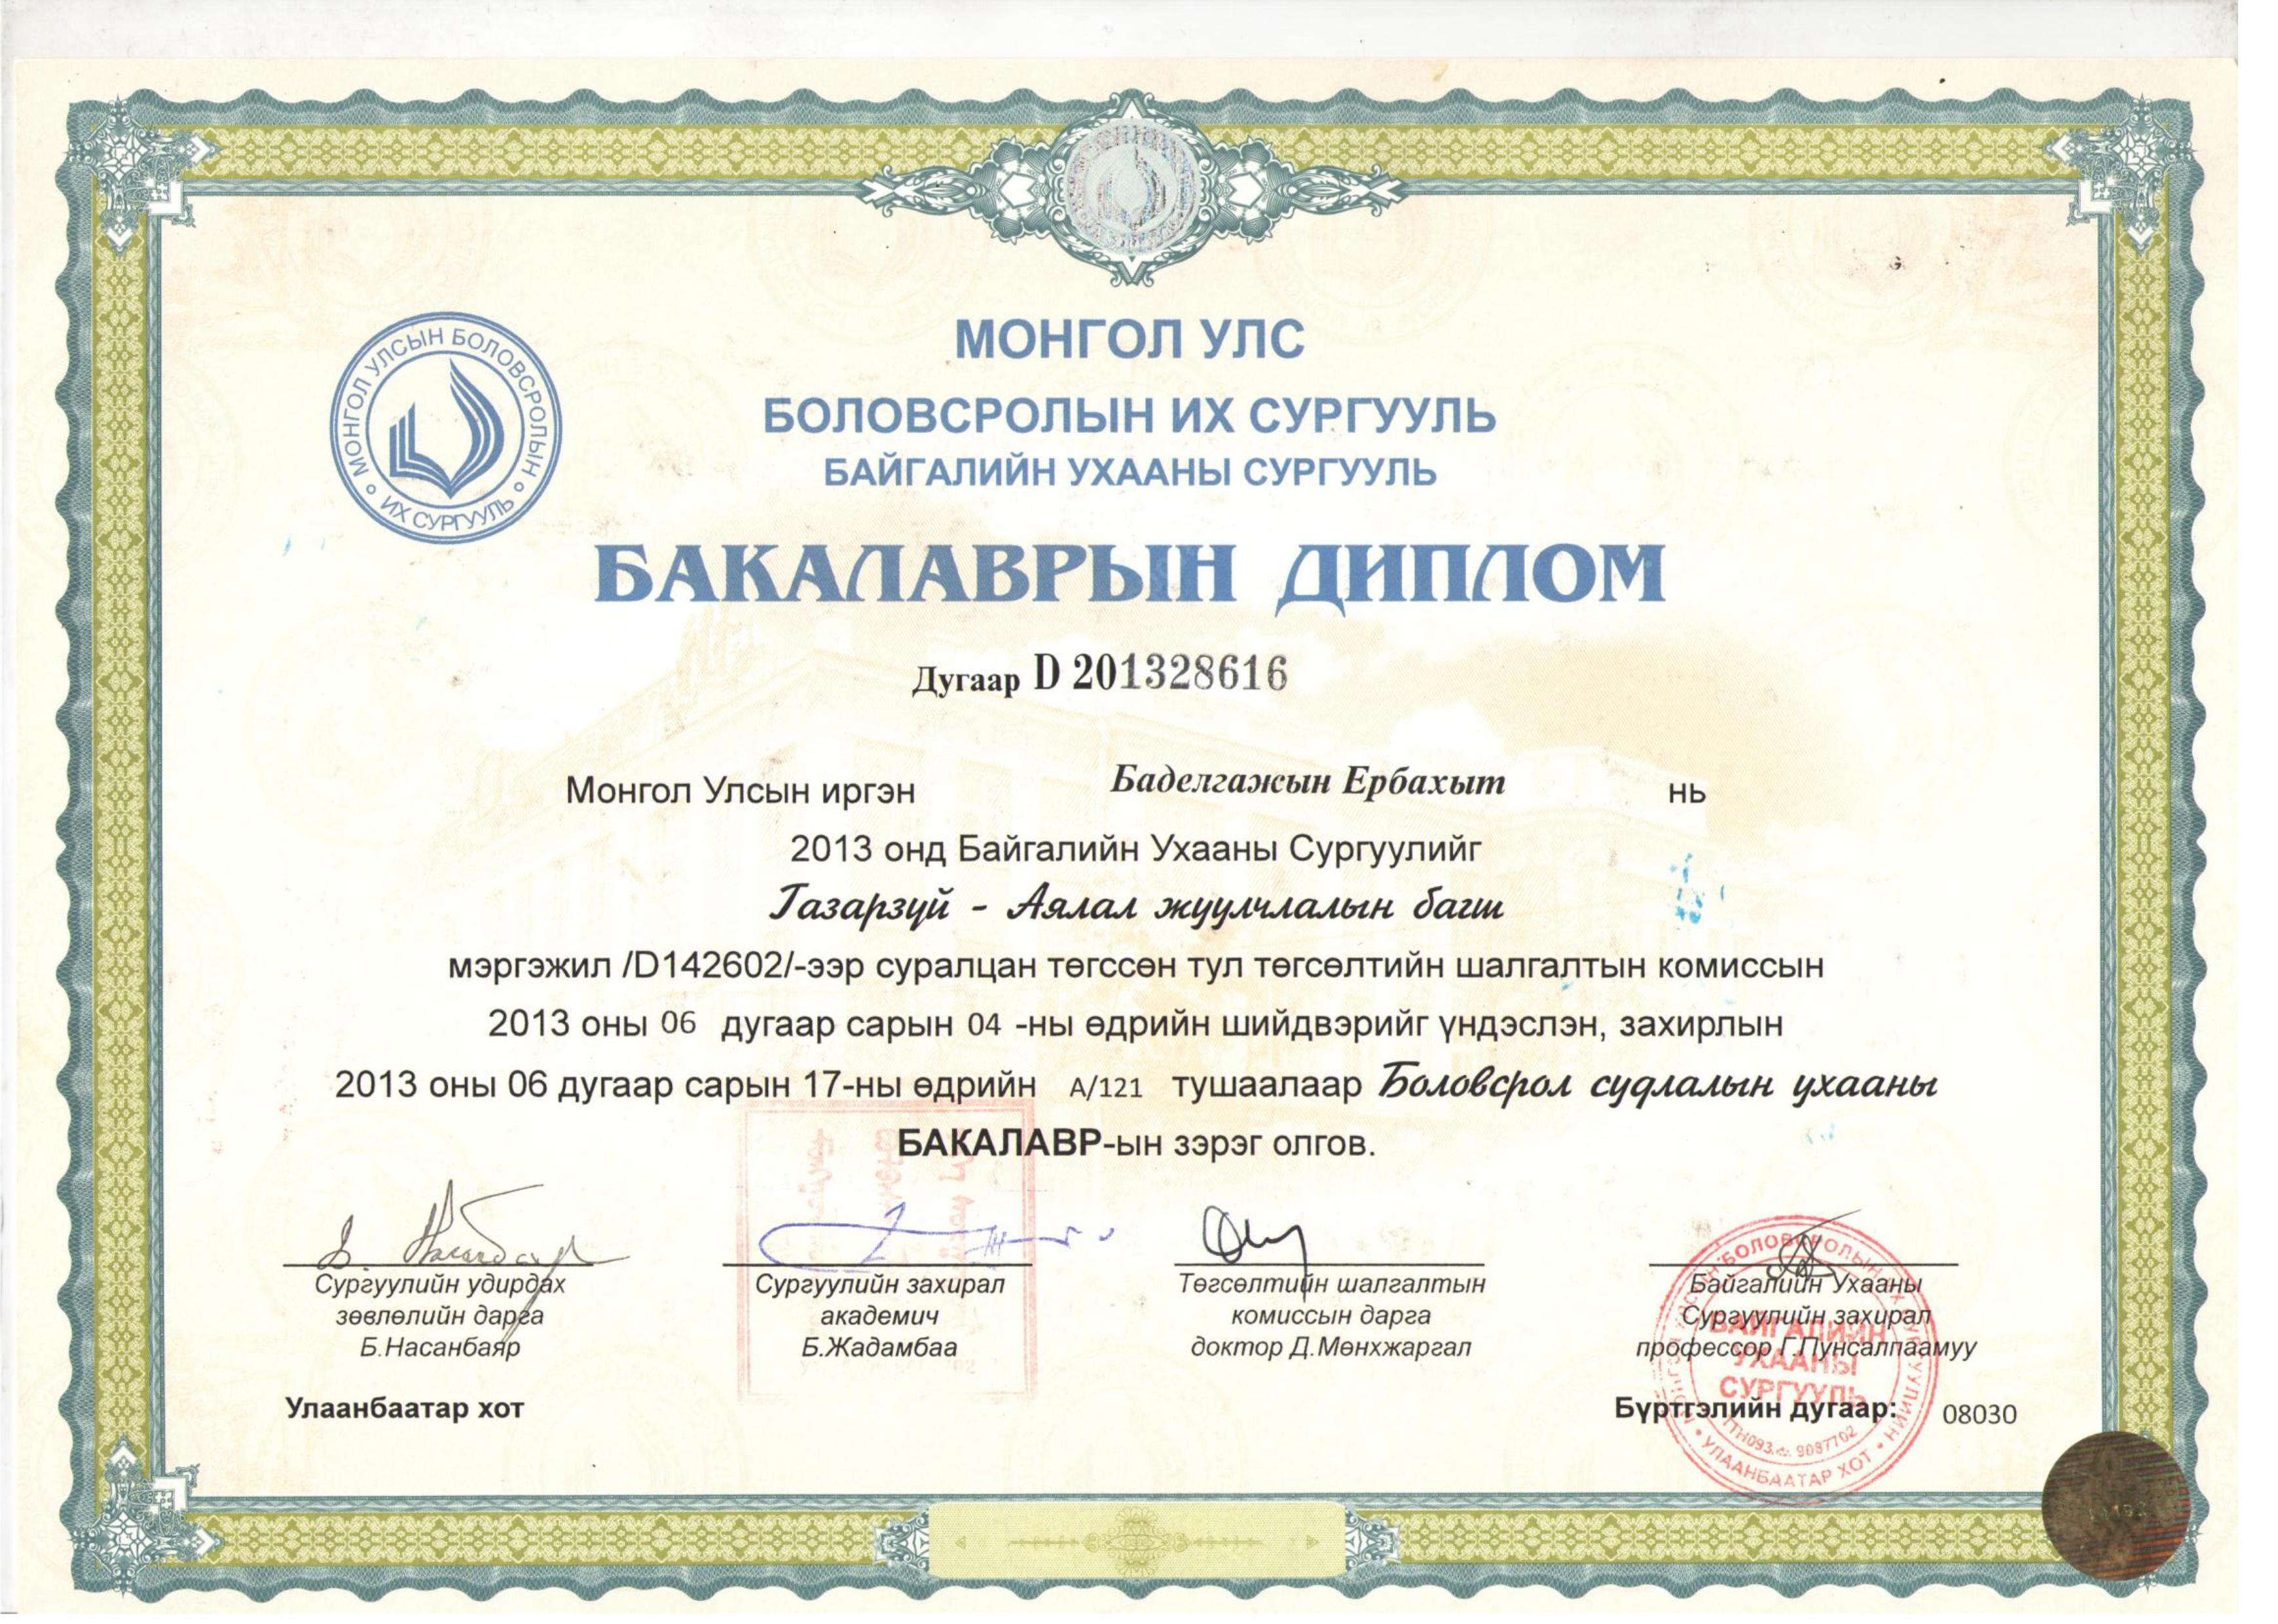 МОНГОЛ УЛСЫН БОЛОВСРОЛЫН ИХ СУРГУУЛЬ
МОНГОЛ УЛС
БОЛОВСРОЛЫН ИХ СУРГУУЛЬ
БАЙГАЛИЙН УХААНЫ СУРГУУЛЬ
БАКАЛАВРЫН ДИПЛОМ
Дугаар D 201328616
Монгол Улсын иргэн Баделгажын Ербахыт нь
2013 онд Байгалийн Ухааны Сургуулийг
Газарзүй - Аялал жуулчлалын багш
мэргэжил /D142602/-ээр суралцан төгссөн тул төгсөлтийн шалгалтын комиссын
2013 оны 06 дугаар сарын 04 -ны өдрийн шийдвэрийг үндэслэн, захирлын
2013 оны 06 дугаар сарын 17-ны өдрийн А/121 тушаалаар Боловсрол судлалын ухааны
БАКАЛАВР-ын зэрэг олгов.
Сургуулийн удирдах
зөвлөлийн дарга
Б.Насанбаяр
Сургуулийн захирал
академич
Б.Жадамбаа
Төгсөлтийн шалгалтын
комиссын дарга
доктор Д.Мөнхжаргал
Байгалийн Ухааны
Сургуулийн захирал
профессор Г.Пунсалпаамуу
БАЙГАЛИЙН
УХААНЫ
СУРГУУЛЬ
УЛААНБААТАР ХОТ
Улаанбаатар хот
Бүртгэлийн дугаар: 08030